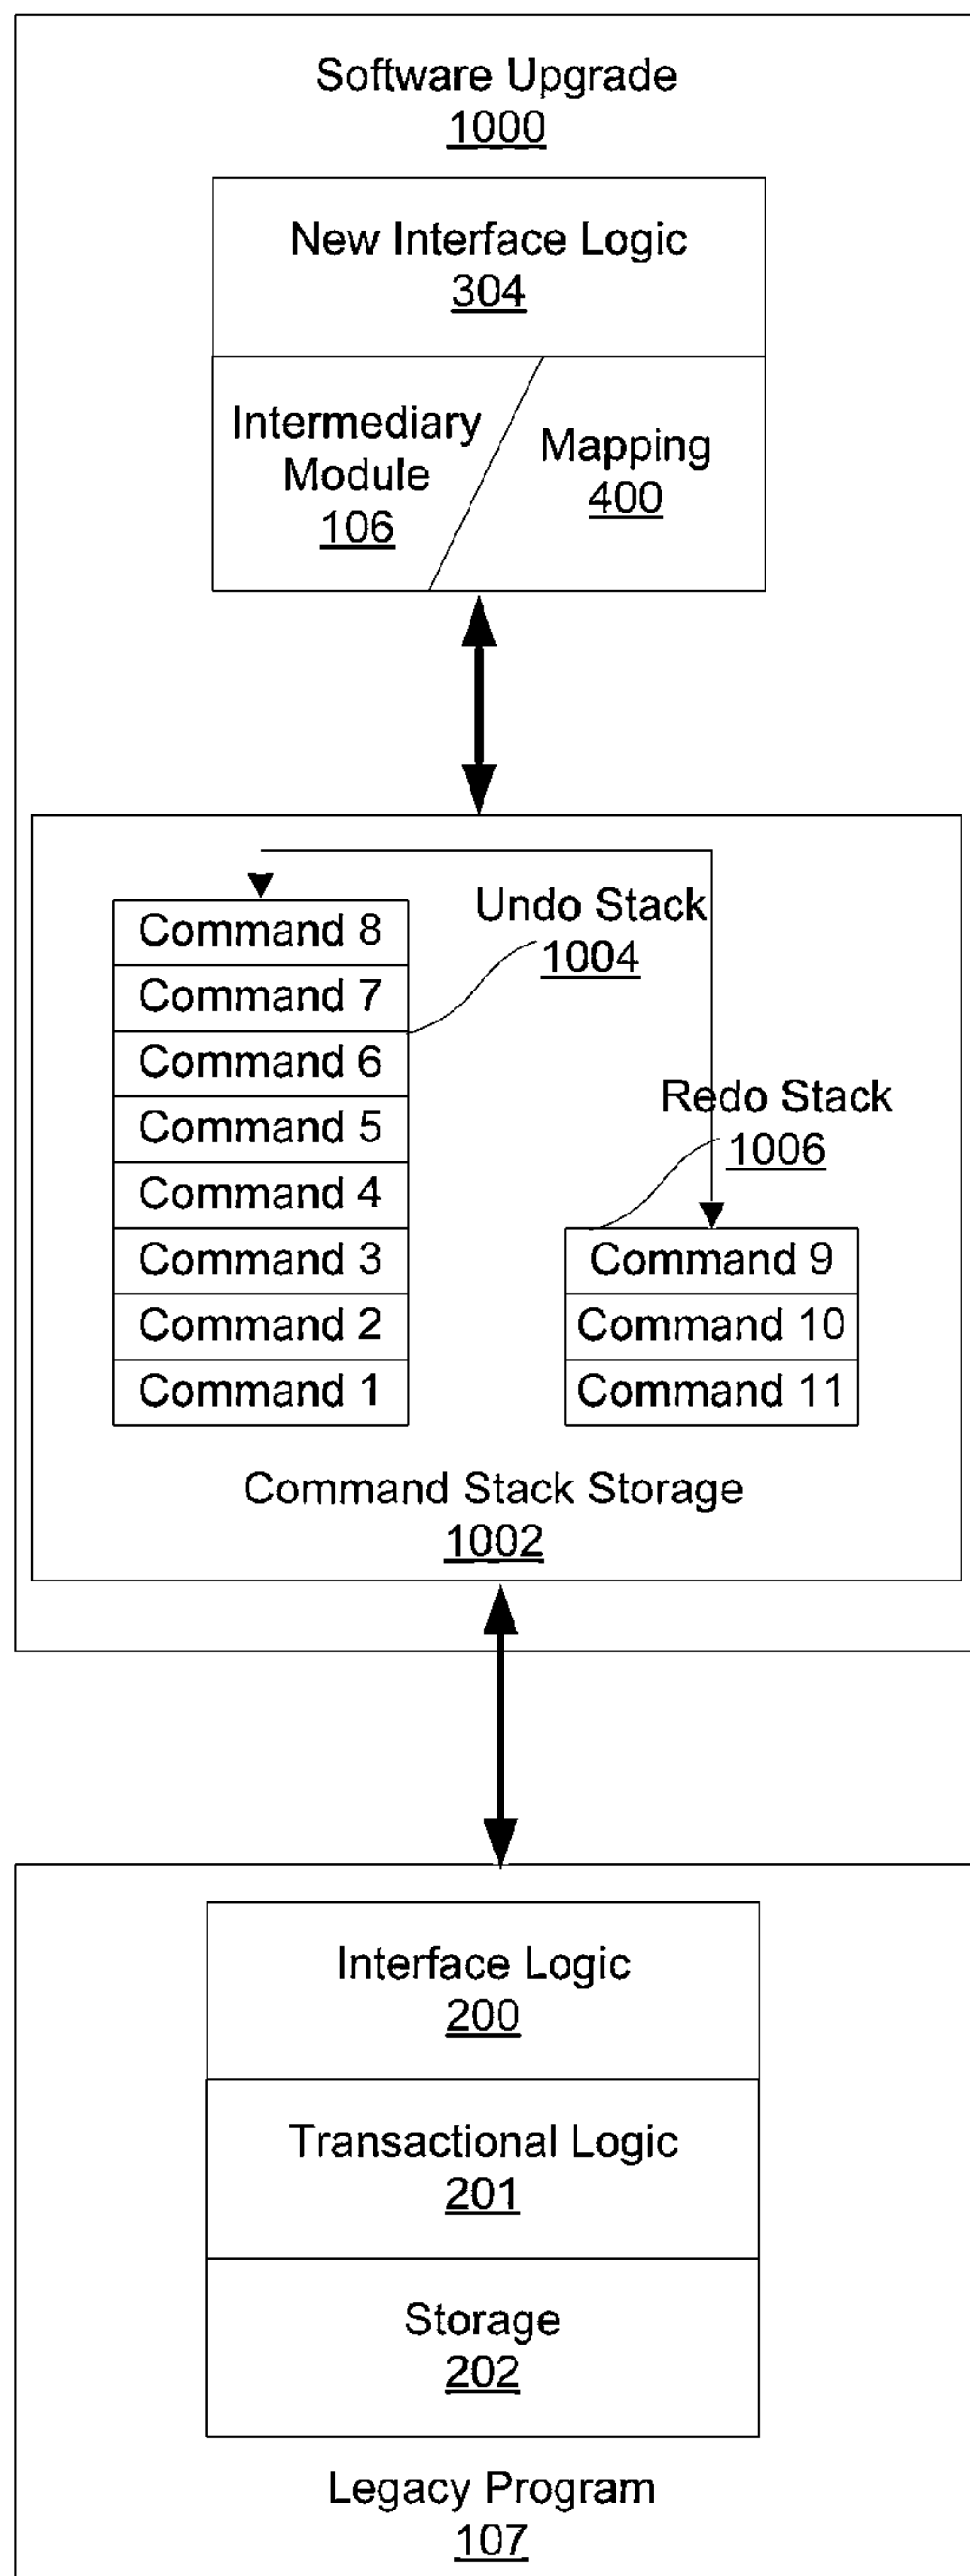 Software Upgrade
1000
New Interface Logic
304
Intermediary
Module
106
Mapping
400
Command 8
Command 7
Command 6
Command 5
Command 4
Command 3
Command 2
Command 1
Undo Stack
1004
Redo Stack
1006
Command 9
Command 10
Command 11
Command Stack Storage
1002
Interface Logic
200
Transactional Logic
201
Storage
202
Legacy Program
107